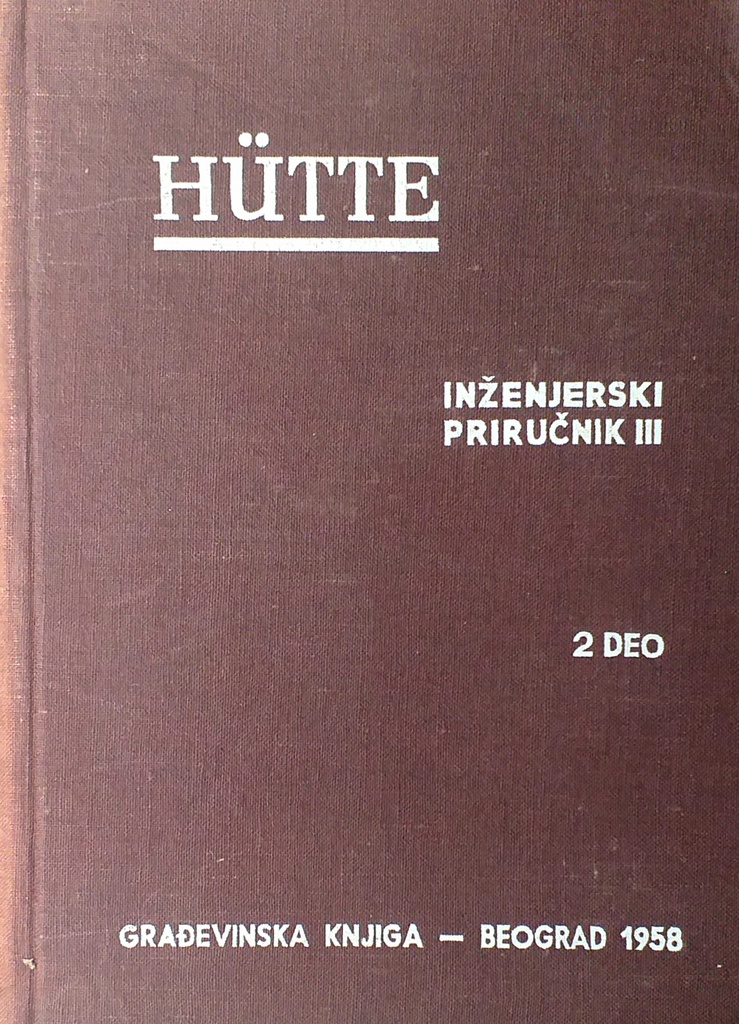 HÜTTE
INŽENJERSKI
PRIRUČNIK III
2 DEO
GRAĐEVINSKA KNJIGA — BEOGRAD 1958